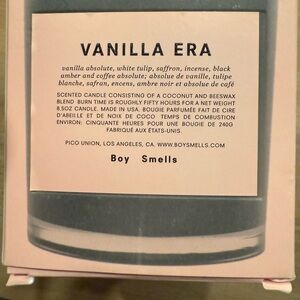 VANILLA ERA
vanilla absolute, white tulip, saffron, incense, black
amber and coffee absolute; absolue de vanille, tulipe
blanche, safran, encens, ambre noir et absolue de café
SCENTED CANDLE CONSISTING OF A COCONUT AND BEESWAX
BLEND BURN TIME IS ROUGHLY FIFTY HOURS FOR A NET WEIGHT
8.5OZ CANDLE. MADE IN USA. BOUGIE PARFUMÉE FAIT DE CIRE
D'ABEILLE ET DE NOIX DE COCO TEMPS DE COMBUSTION
ENVIRON: CINQUANTE HEURES POUR UNE BOUGIE DE 240G
FABRIQUÉ AUX ÉTATS-UNIS.
PICO UNION, LOS ANGELES, CA. WWW.BOYSMELLS.COM
Boy Smells